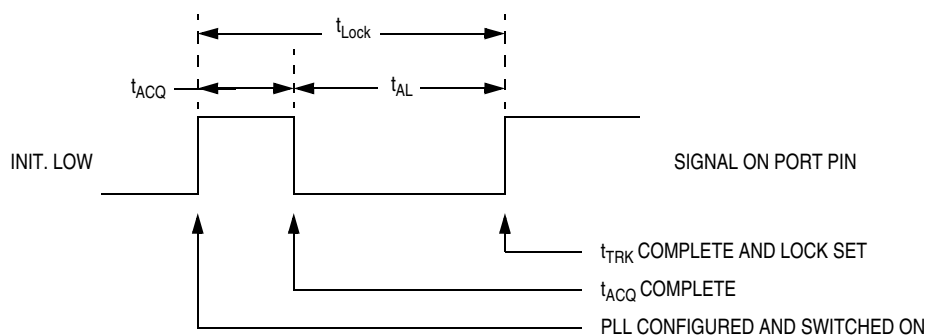 tLock
tACQ
tAL
INIT. LOW
SIGNAL ON PORT PIN
tTRK COMPLETE AND LOCK SET
tACQ COMPLETE
PLL CONFIGURED AND SWITCHED ON